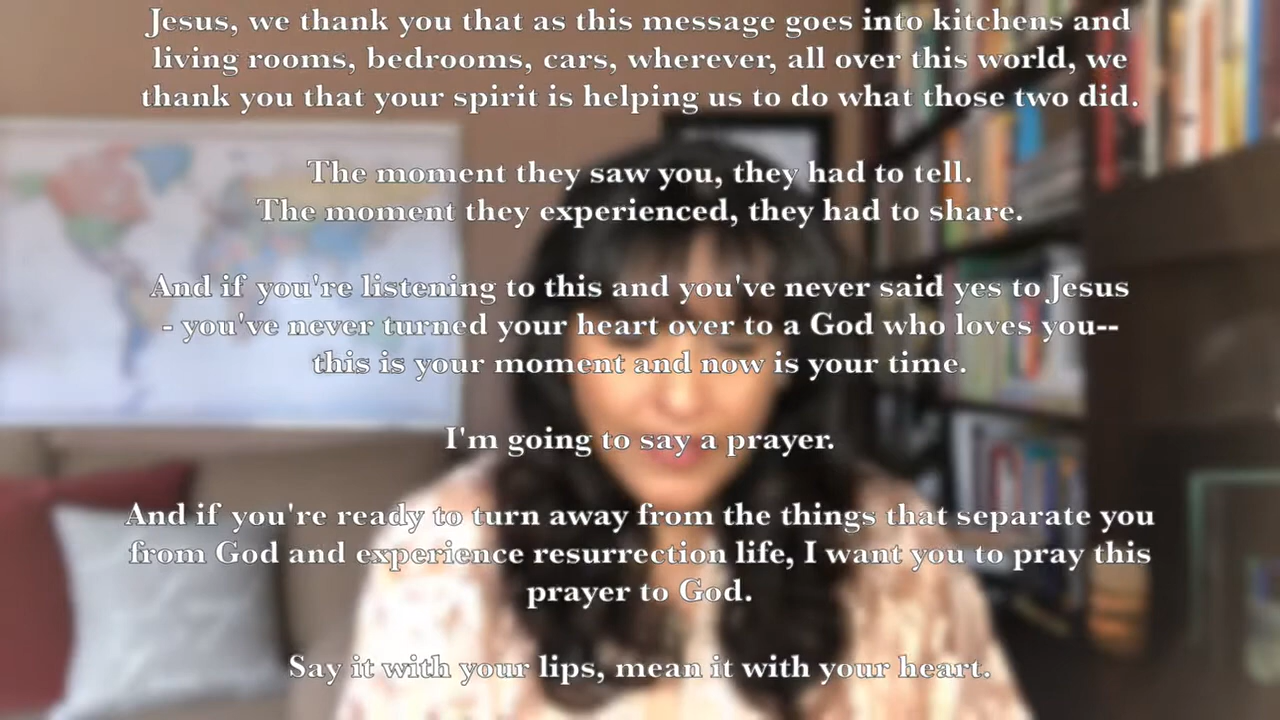 Jesus, we thank you that as this message goes into kitchens and
living rooms, bedrooms, cars, wherever, all over this world, we
thank you that your spirit is helping us to do what those two did.
The moment they saw you, they had to tell.
The moment they experienced, they had to share.
And if you're listening to this and you've never said yes to Jesus
- you've never turned your heart over to a God who loves you--
this is your moment and now is your time.
I'm going to say a prayer.
And if you're ready to turn away from the things that separate you
from God and experience resurrection life, I want you to pray this
prayer to God.
Say it with your lips, mean it with your heart.